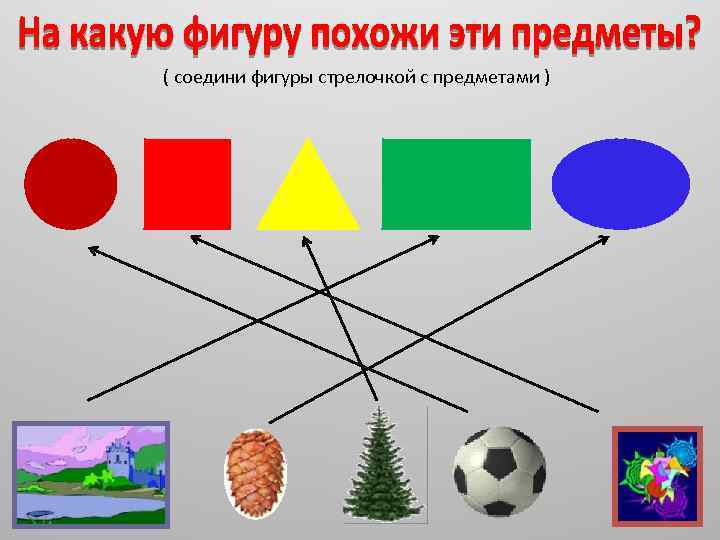 На какую фигуру похожи эти предметы?
( соедини фигуры стрелочкой с предметами )